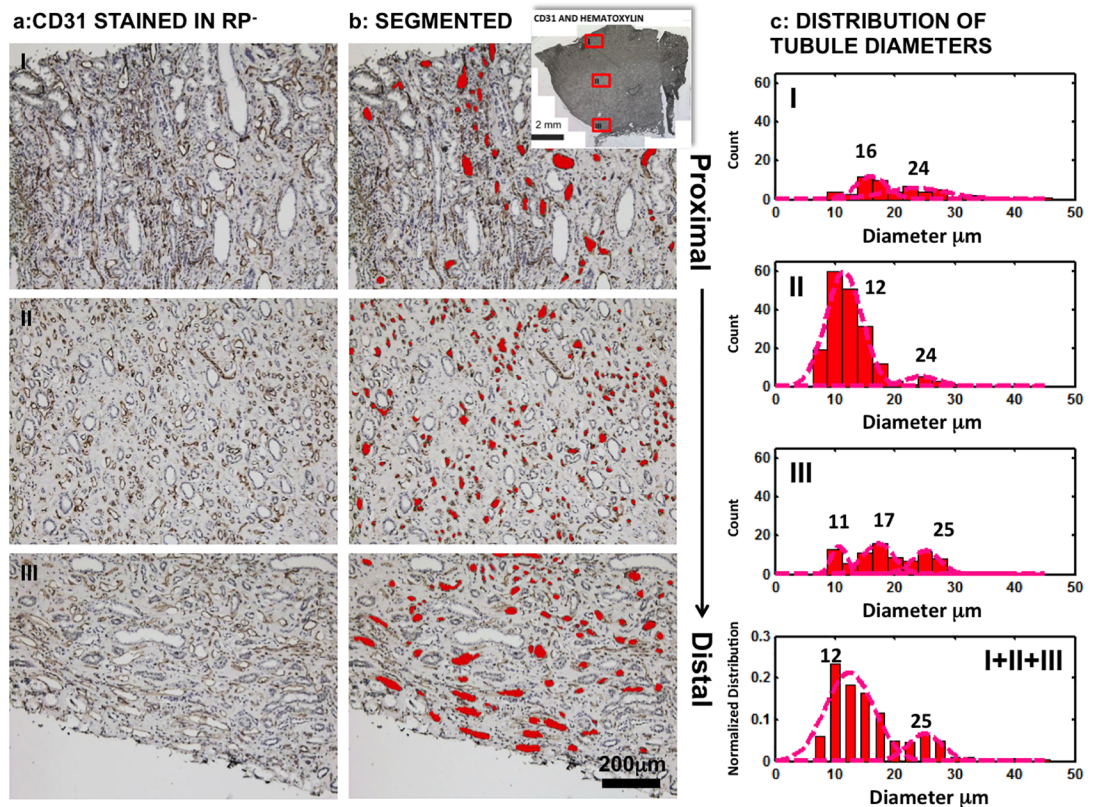 a:CD31 STAINED IN RP-
b: SEGMENTED
CD31 AND HEMATOXYLIN
I
II
III
2 mm
c: DISTRIBUTION OF
TUBULE DIAMETERS
I
II
III
200μm
Proximal
Distal
I
60
40
20
0
Count
16
24
0 10 20 30 40 50
Diameter μm
II
60
40
20
0
Count
12
24
0 10 20 30 40 50
Diameter μm
III
60
40
20
0
Count
11
17
25
0 10 20 30 40 50
Diameter μm
I+II+III
0.3
0.2
0.1
0
Normalized Distribution
12
25
0 10 20 30 40 50
Diameter μm